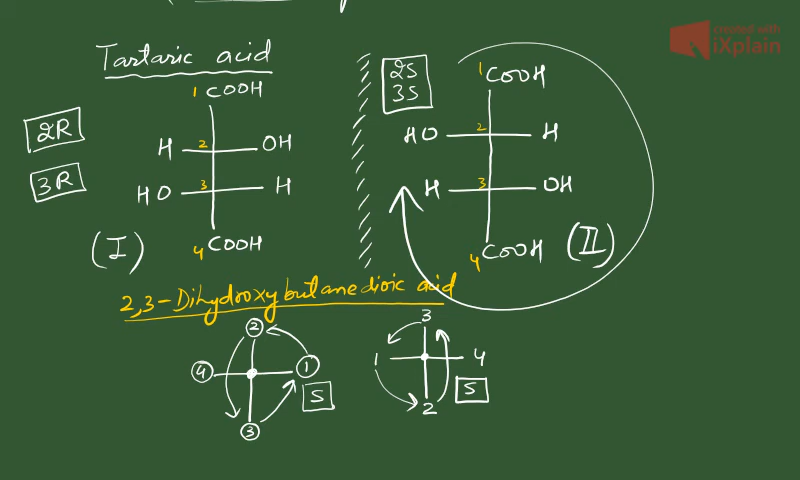 created with
iXplain
Tartaric acid
2R
3R
1 COOH
H 2 OH
HO 3 H
4 COOH
(I)
2S
3S
1 COOH
HO 2 H
H 3 OH
4 COOH
(II)
2,3-Dihydroxybutanedioic acid
2
4 1
3
S
3
1 4
2
S